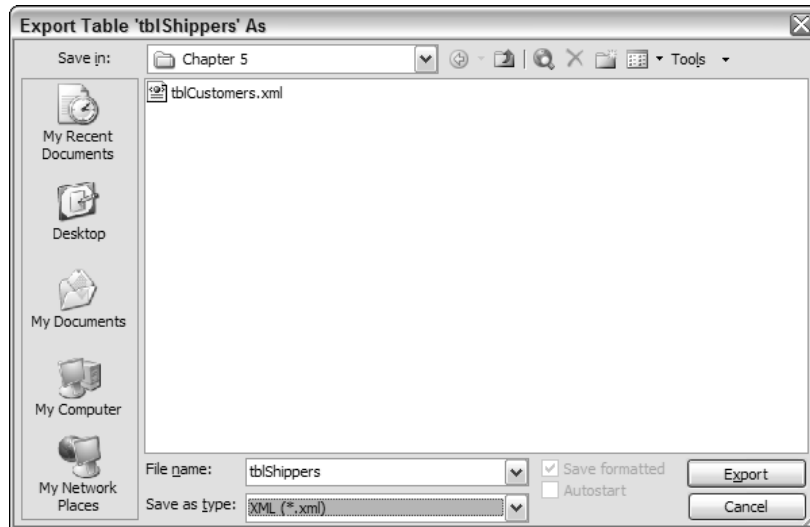 Export Table 'tblShippers' As
Save in:
Chapter 5
Tools
My Recent
Documents
Desktop
My Documents
My Computer
My Network
Places
tblCustomers.xml
File name:
tblShippers
Save as type:
XML (*.xml)
Save formatted
Autostart
Export
Cancel